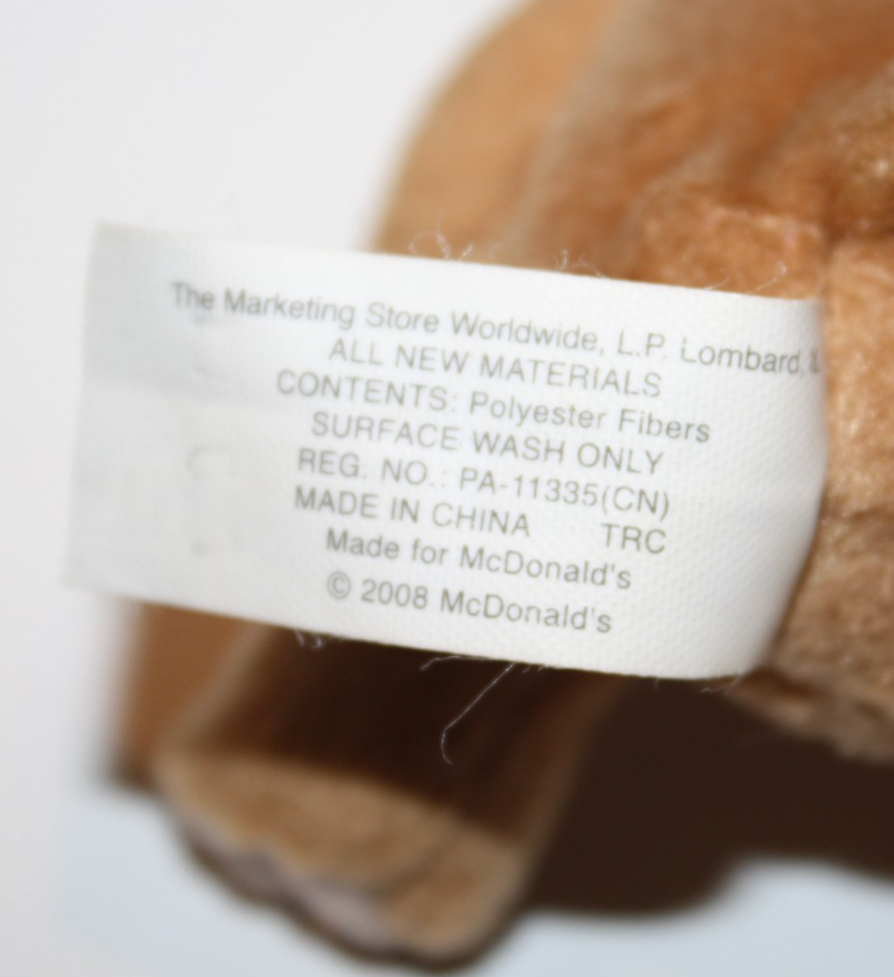 The Marketing Store Worldwide, L.P. Lombard,
ALL NEW MATERIALS
CONTENTS: Polyester Fibers
SURFACE WASH ONLY
REG. NO.: PA-11335(CN)
MADE IN CHINA TRC
Made for McDonald's
© 2008 McDonald's